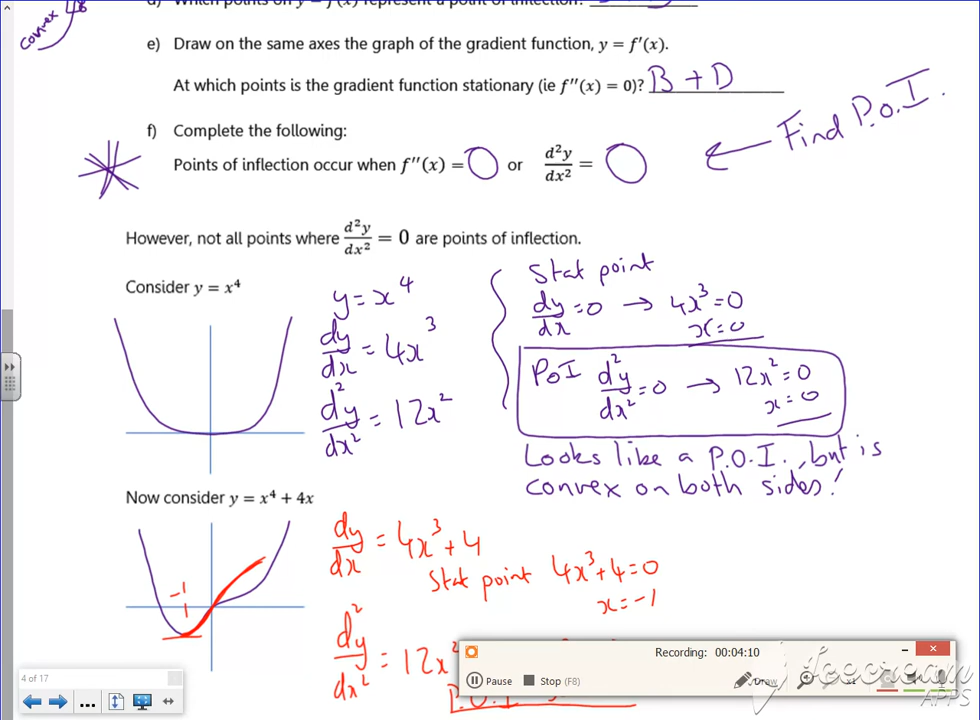 convex
e) Draw on the same axes the graph of the gradient function, y = f'(x).
At which points is the gradient function stationary (ie f''(x) = 0)? B + D
Find P.O.I.
f) Complete the following:
Points of inflection occur when f''(x) = 0 or d²y/dx² = 0
However, not all points where d²y/dx² = 0 are points of inflection.
Consider y = x⁴
y = x⁴
dy/dx = 4x³
d²y/dx² = 12x²
Stat point
dy/dx = 0 → 4x³ = 0
x = 0
PoI d²y/dx² = 0 → 12x² = 0
x = 0
Looks like a P.O.I., but is
convex on both sides!
Now consider y = x⁴ + 4x
-1
dy/dx = 4x³ + 4
Stat point 4x³ + 4 = 0
x = -1
d²y/dx² = 12x²
P.O.I
Recording: 00:04:10
Pause Stop (F8) Draw
4 of 17
Icecream
APPS